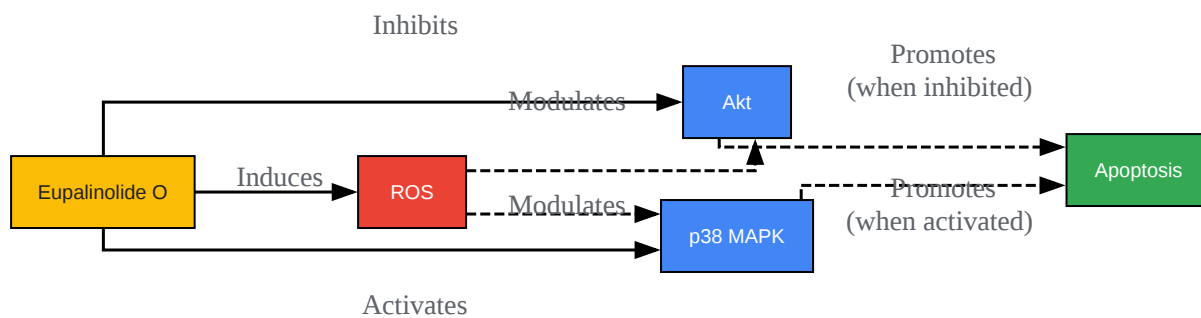 Inhibits
Promotes
(when inhibited)
Modulates
Akt
Eupalinolide O
Induces
ROS
Modulates
p38 MAPK
Promotes
(when activated)
Apoptosis
Activates